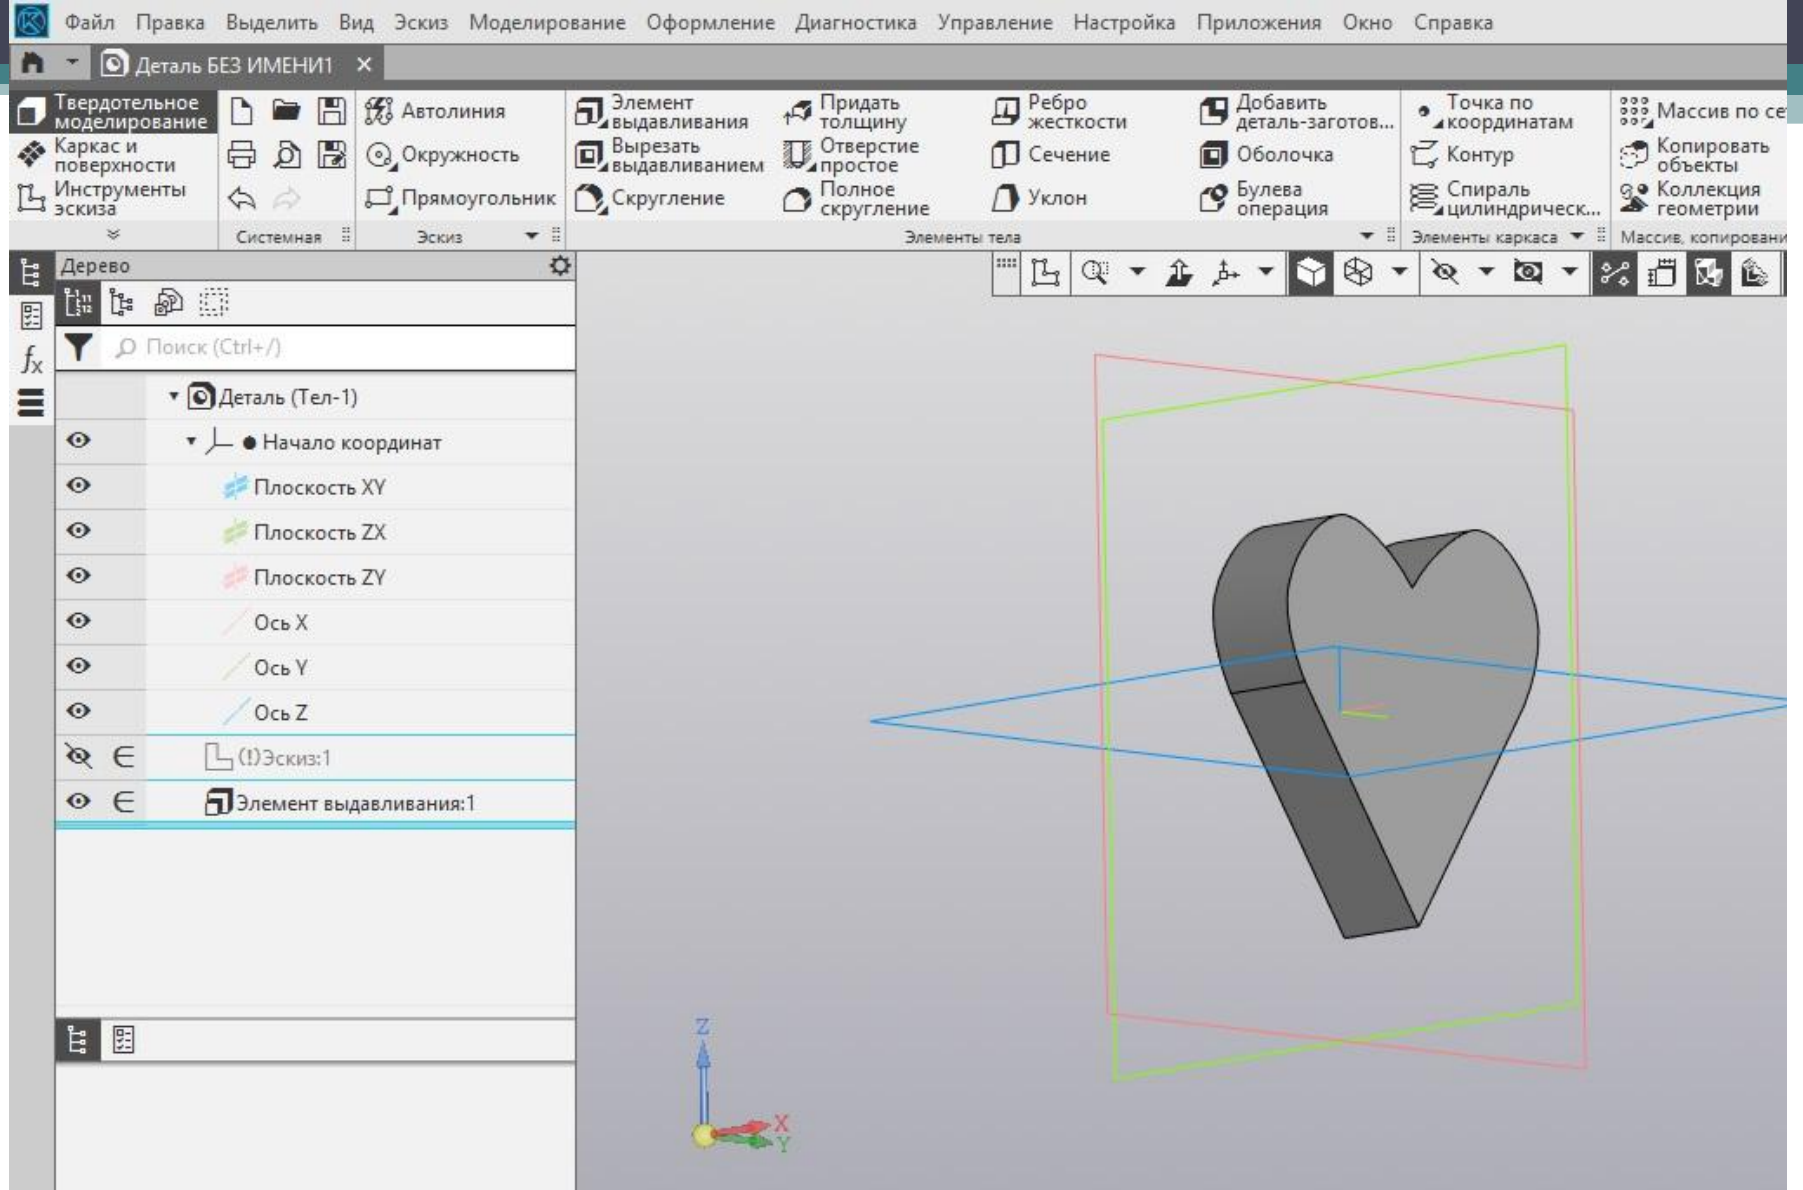 Файл Правка Выделить Вид Эскиз Моделирование Оформление Диагностика Управление Настройка Приложения Окно Справка
Деталь БЕЗ ИМЕНИ1
Твердотельное
моделирование
Каркас и
поверхности
Инструменты
эскиза
Системная
Автолиния
Окружность
Прямоугольник
Эскиз
Элемент
выдавливания
Вырезать
выдавливанием
Скругление
Придать
толщину
Отверстие
простое
Полное
скругление
Ребро
жесткости
Сечение
Уклон
Добавить
деталь-заготов...
Оболочка
Булева
операция
Элементы тела
Точка по
координатам
Контур
Спираль
цилиндрическ...
Элементы каркаса
Массив по се
Копировать
объекты
Коллекция
геометрии
Массив, копировани
Дерево
Поиск (Ctrl+/)
Деталь (Тел-1)
Начало координат
Плоскость XY
Плоскость ZX
Плоскость ZY
Ось X
Ось Y
Ось Z
(!)Эскиз:1
Элемент выдавливания:1
Z
X
Y